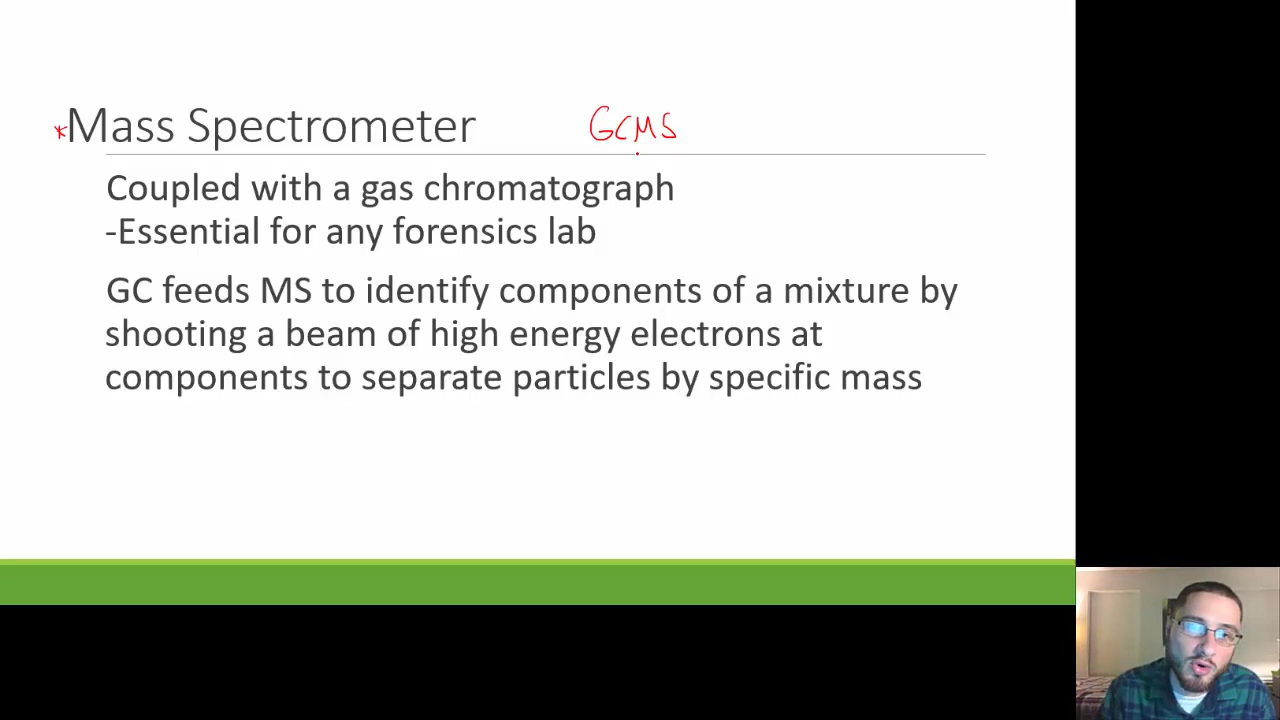 *Mass Spectrometer GCMS
Coupled with a gas chromatograph
-Essential for any forensics lab
GC feeds MS to identify components of a mixture by
shooting a beam of high energy electrons at
components to separate particles by specific mass